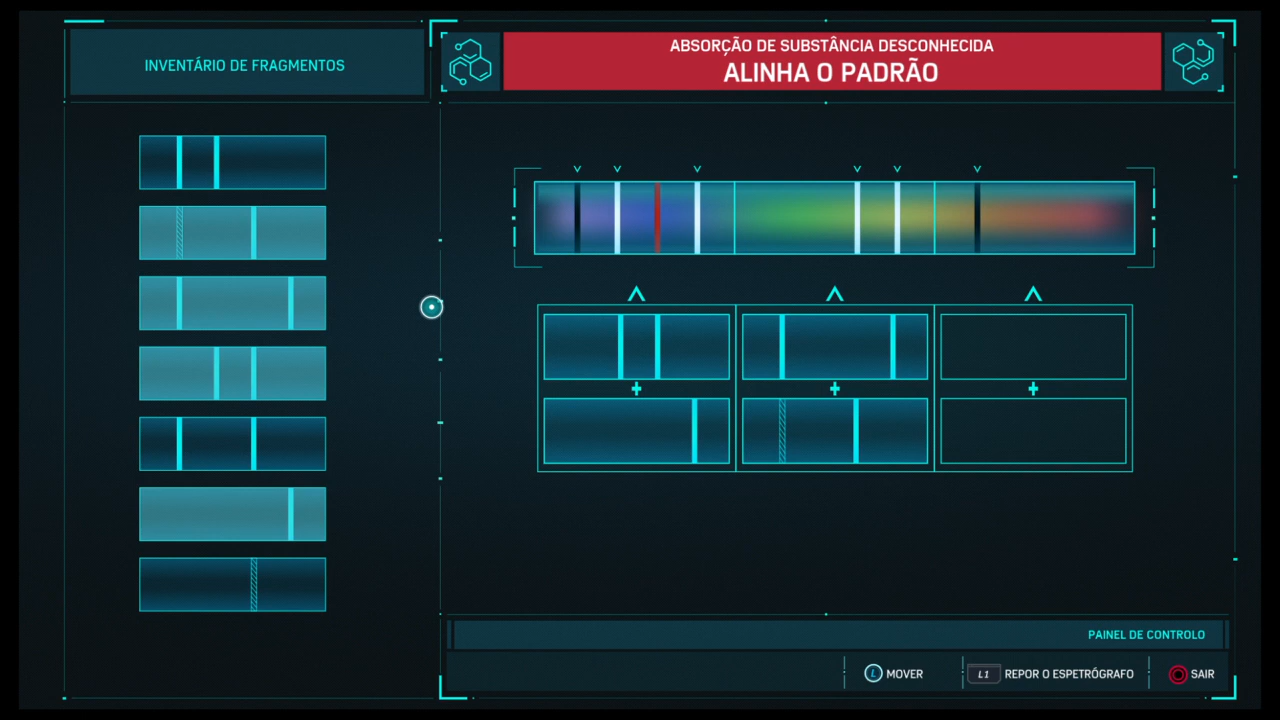 INVENTÁRIO DE FRAGMENTOS
ABSORÇÃO DE SUBSTÂNCIA DESCONHECIDA
ALINHA O PADRÃO
PAINEL DE CONTROLO
L MOVER
L1 REPOR O ESPETRÓGRAFO
SAIR